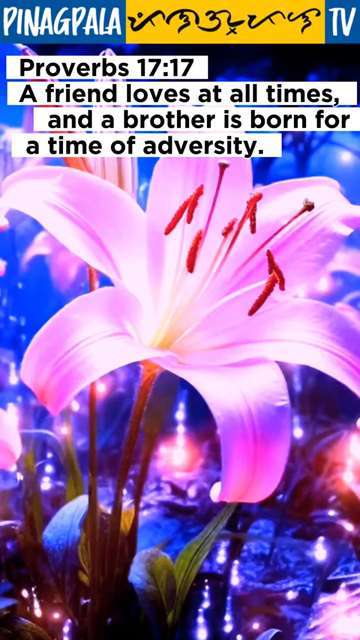 PINAGPALA TV
Proverbs 17:17
A friend loves at all times,
and a brother is born for
a time of adversity.